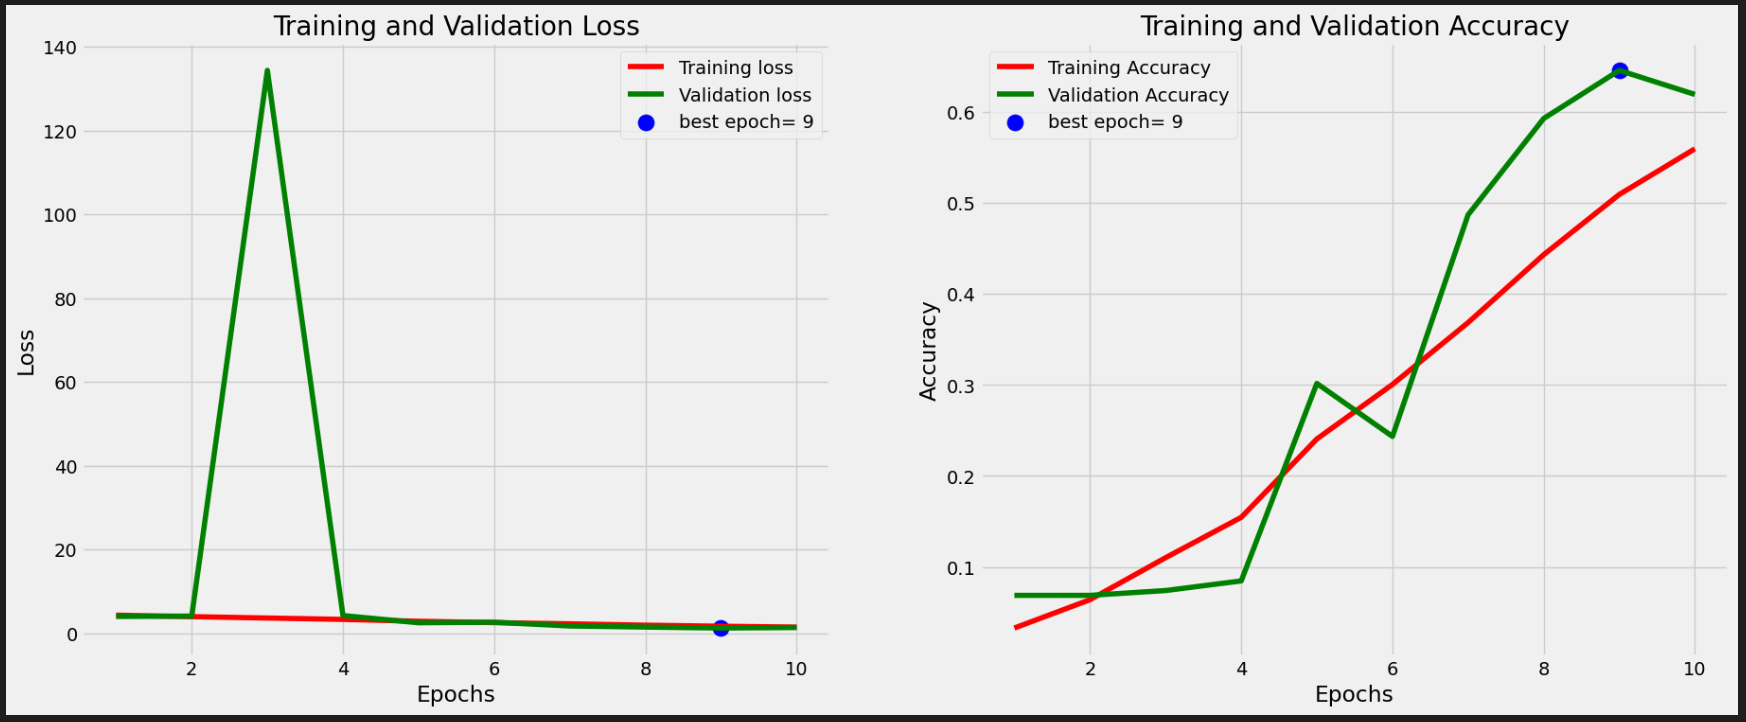 Training and Validation Loss
140
120
100
80
60
40
20
0
Loss
Training loss
Validation loss
best epoch= 9
2 4 6 8 10
Epochs
Training and Validation Accuracy
0.6
0.5
0.4
0.3
0.2
0.1
Accuracy
Training Accuracy
Validation Accuracy
best epoch= 9
2 4 6 8 10
Epochs